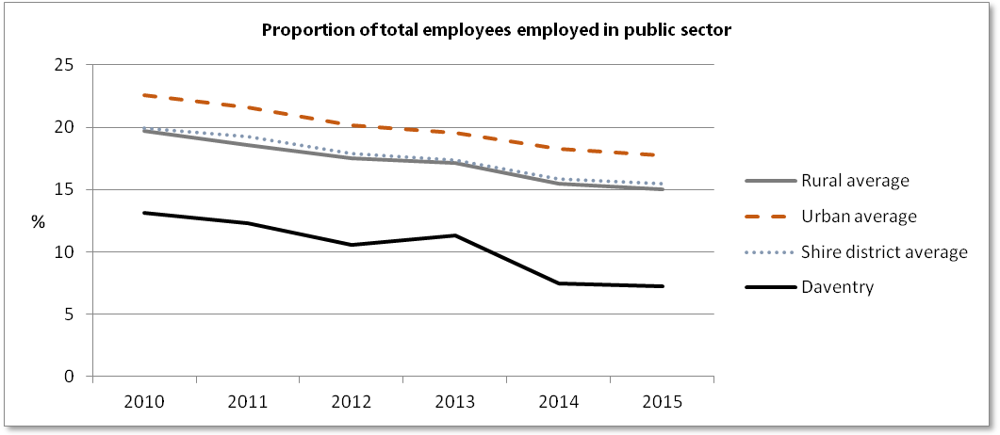 Proportion of total employees employed in public sector
25
20
15
10
5
0
%
2010 2011 2012 2013 2014 2015
Rural average
Urban average
Shire district average
Daventry